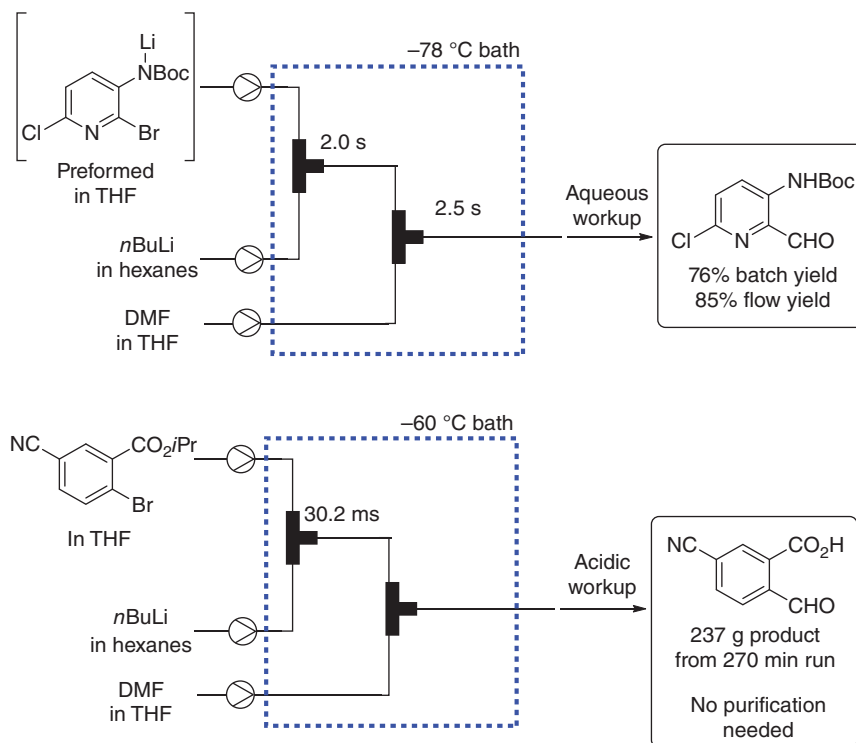 Li
NBoc
Cl
N
Br
Preformed
in THF
nBuLi
in hexanes
DMF
in THF
–78 °C bath
2.0 s
2.5 s
Aqueous
workup
NHBoc
Cl
N
CHO
76% batch yield
85% flow yield
NC
CO2iPr
Br
In THF
nBuLi
in hexanes
DMF
in THF
–60 °C bath
30.2 ms
Acidic
workup
NC
CO2H
CHO
237 g product
from 270 min run
No purification
needed